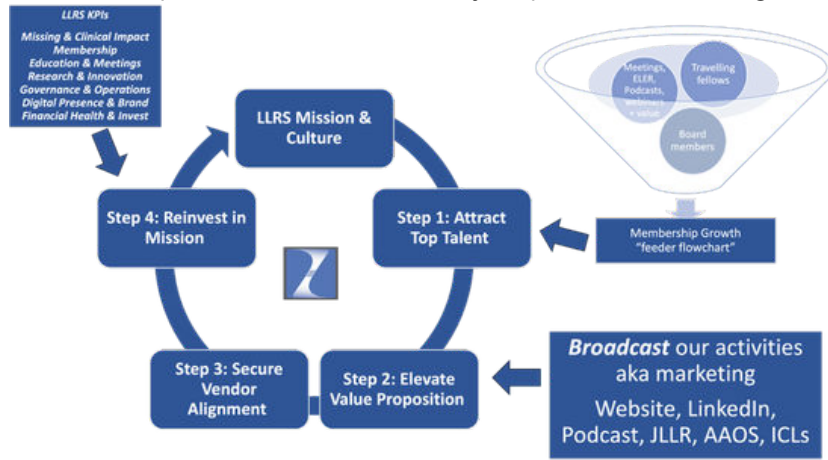 LLRS KPIs
Missing & Clinical Impact
Membership
Education & Meetings
Research & Innovation
Governance & Operations
Digital Presence & Brand
Financial Health & Invest
LLRS Mission &
Culture
Step 4: Reinvest in
Mission
Step 1: Attract
Top Talent
Step 3: Secure
Vendor
Alignment
Step 2: Elevate
Value Proposition
Meetings,
ELER,
Podcasts,
webinars
= value
Travelling
fellows
Board
members
Membership Growth
"feeder flowchart"
Broadcast our activities
aka marketing
Website, LinkedIn,
Podcast, JLLR, AAOS, ICLs